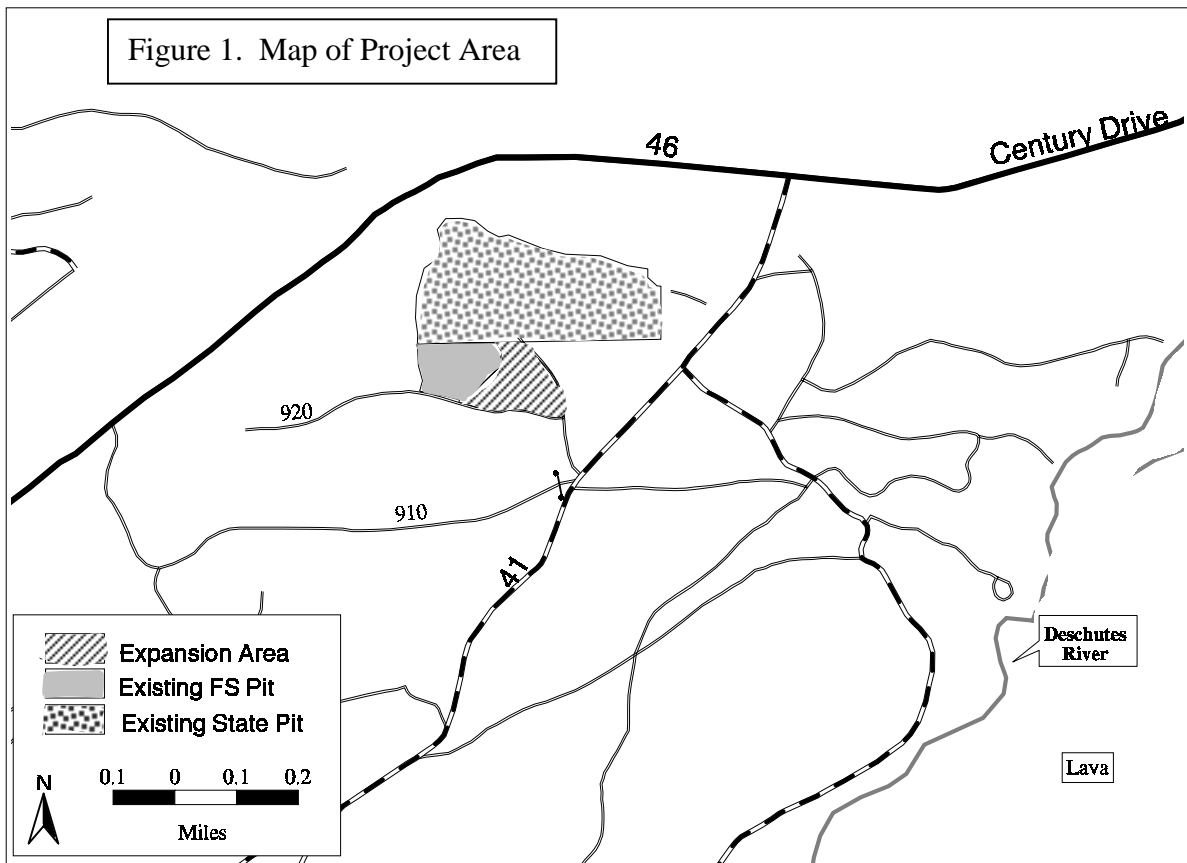 Figure 1.  Map of Project Area
46
Century Drive
920
910
41
Expansion Area
Existing FS Pit
Existing State Pit
N
0.1 0 0.1 0.2
Miles
Deschutes
River
Lava